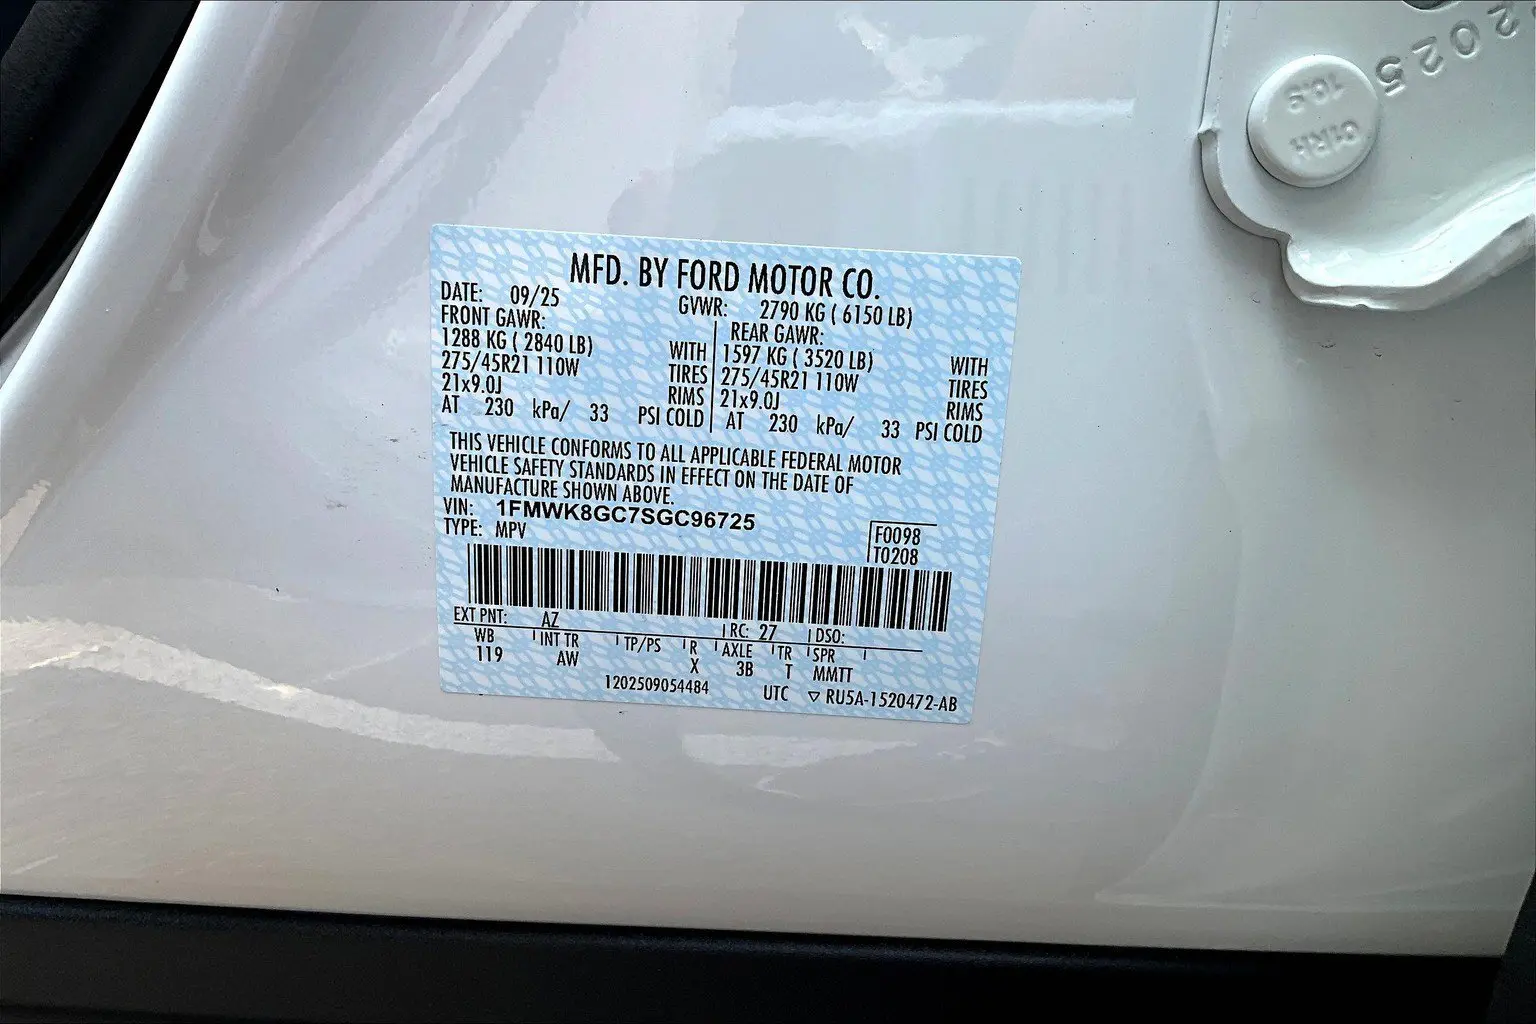 MFD. BY FORD MOTOR CO.
DATE: 09/25 GVWR: 2790 KG ( 6150 LB)
FRONT GAWR: REAR GAWR:
1288 KG ( 2840 LB) WITH 1597 KG ( 3520 LB) WITH
275/45R21 110W TIRES 275/45R21 110W TIRES
21x9.0J RIMS 21x9.0J RIMS
AT 230 kPa/ 33 PSI COLD AT 230 kPa/ 33 PSI COLD
THIS VEHICLE CONFORMS TO ALL APPLICABLE FEDERAL MOTOR
VEHICLE SAFETY STANDARDS IN EFFECT ON THE DATE OF
MANUFACTURE SHOWN ABOVE.
VIN: 1FMWK8GC7SGC96725
TYPE: MPV
F0098
T0208
EXT PNT: AZ RC: 27 DSO:
WB INT TR TP/PS R AXLE TR SPR
119 AW X 3B T MMTT
1202509054484 UTC ▽ RU5A-1520472-AB
2025
10.9
01RH